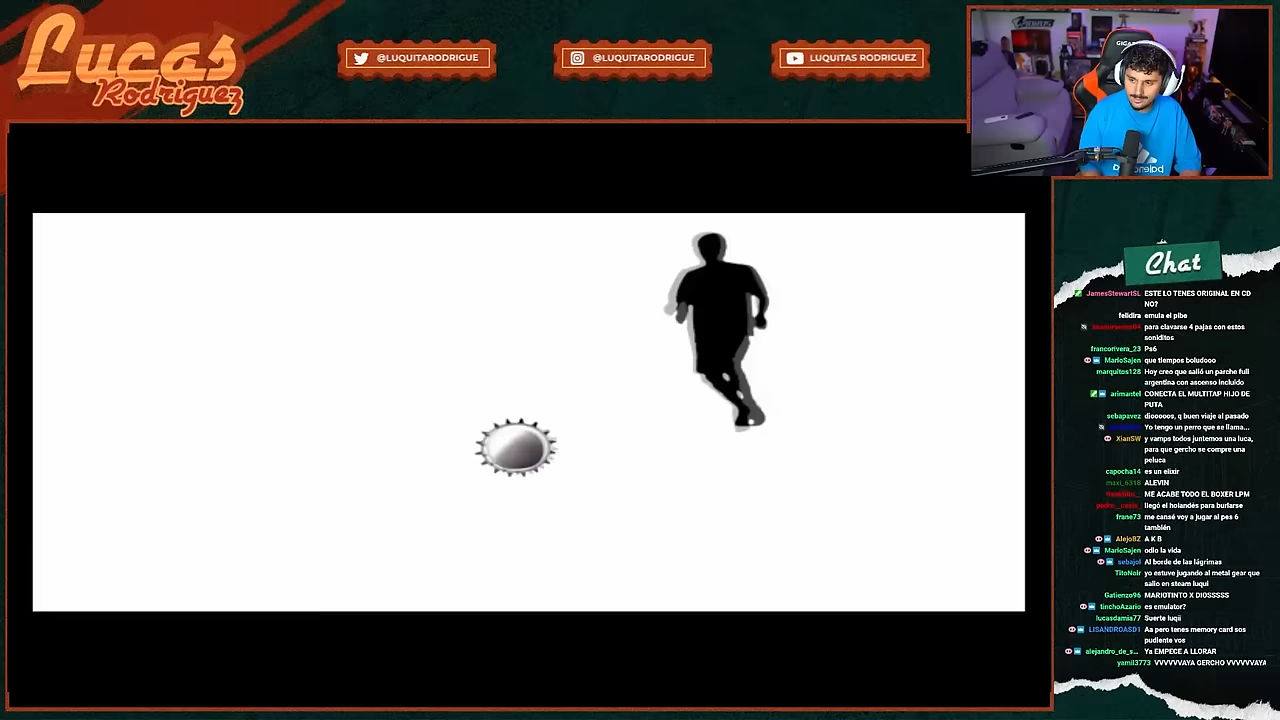 Lucas
Rodriguez
@LUQUITARODRIGUE
@LUQUITARODRIGUE
LUQUITAS RODRIGUEZ
Chat
JamesStewartSL ESTE LO TENES ORIGINAL EN CD
NO?
felidira emula el pibe
para clavarse 4 pajas con estos
soniditos
francorivera_23 Ps6
MarioSajen que tiempos boludooo
marquitos128 Hoy creo que salió un parche full
argentina con ascenso incluido
arimantel CONECTA EL MULTITAP HIJO DE
PUTA
sebapavez diooooos, q buen viaje al pasado
Yo tengo un perro que se llama...
XianSW y vamps todos juntemos una luca,
para que gercho se compre una
peluca
capocha14 es un elixir
maxi_6318 ALEVIN
ME ACABE TODO EL BOXER LPM
llegó el holandés para burlarse
frane73 me cansé voy a jugar al pes 6
también
AlejoBZ A K B
MarioSajen odio la vida
sebajol Al borde de las lágrimas
TitoNoir yo estuve jugando al metal gear que
salio en steam luqui
Gatienzo96 MARIOTINTO X DIOSSSSS
tinchoAzario es emulator?
lucasdamia77 Suerte luqii
LISANDROASD1 Aa pero tenes memory card sos
pudiente vos
alejandro_de_s... Ya EMPECE A LLORAR
yamil3773 VVVVVVAYA GERCHO VVVVVVAYA